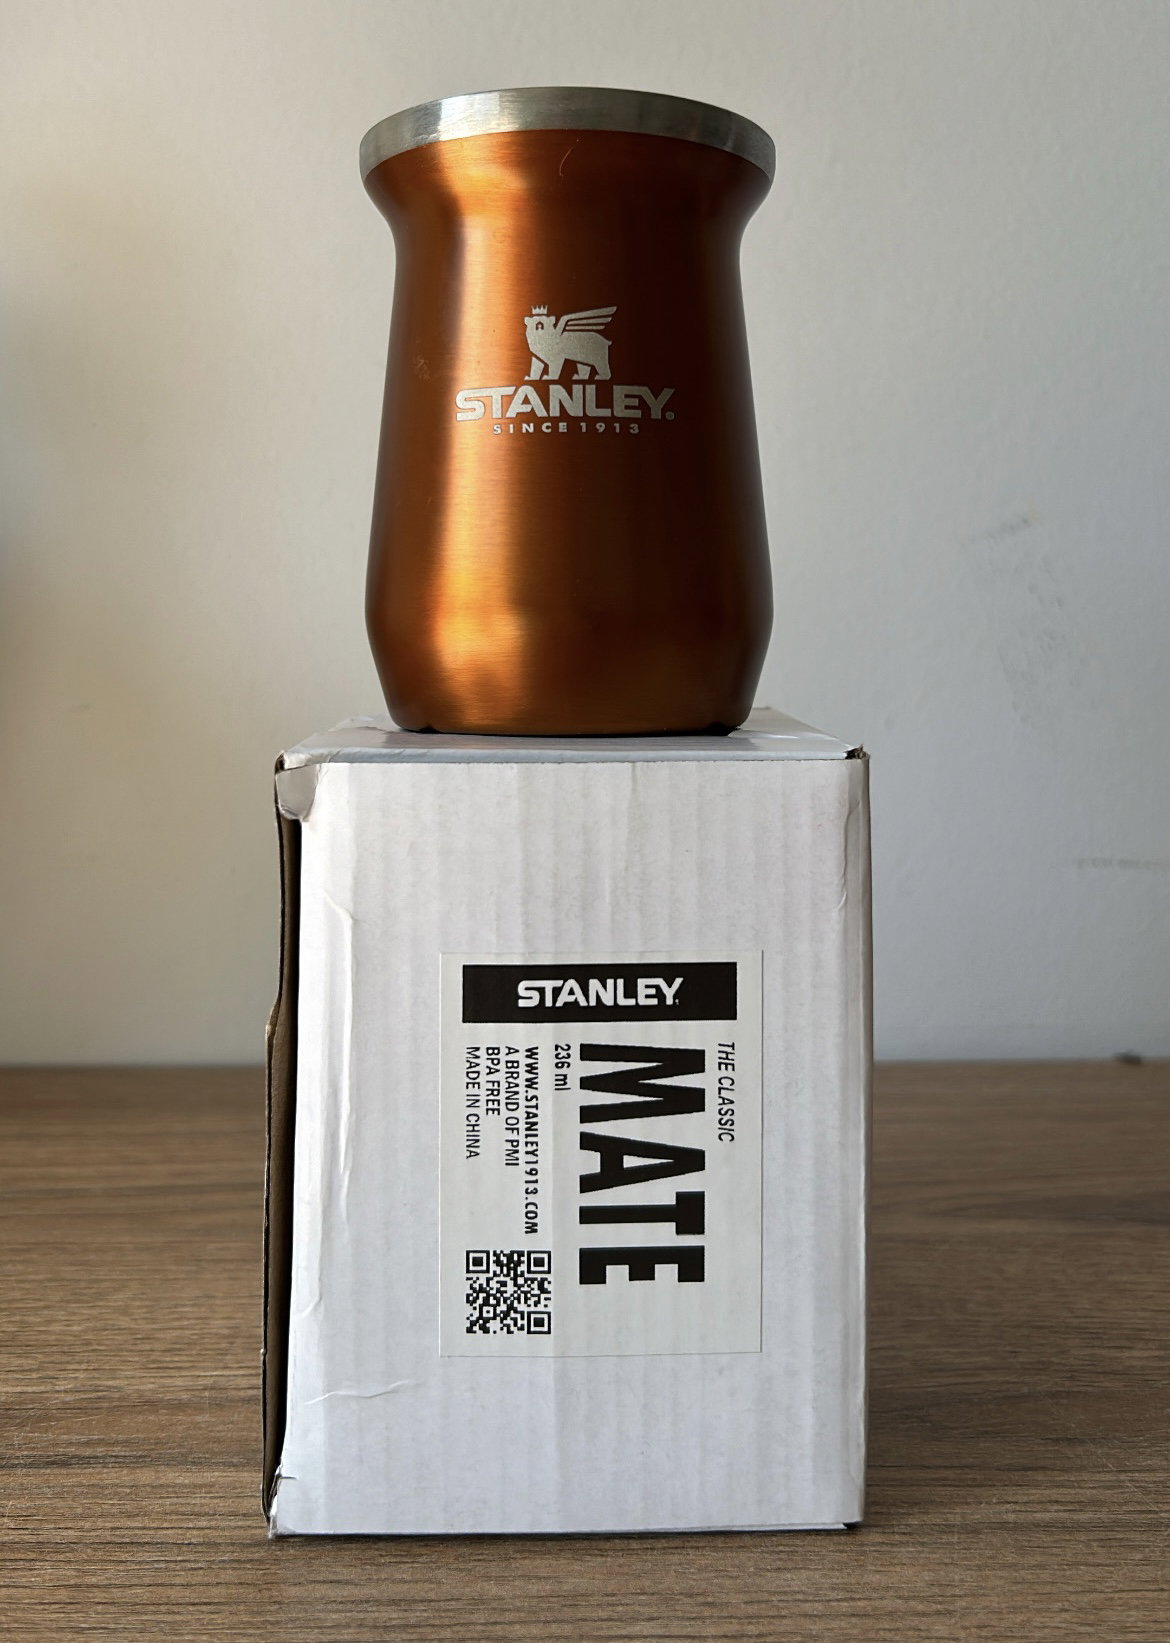 STANLEY®
SINCE 1913
STANLEY
THE CLASSIC
MATE
236 ml
WWW.STANLEY1913.COM
A BRAND OF PMI
BPA FREE
MADE IN CHINA